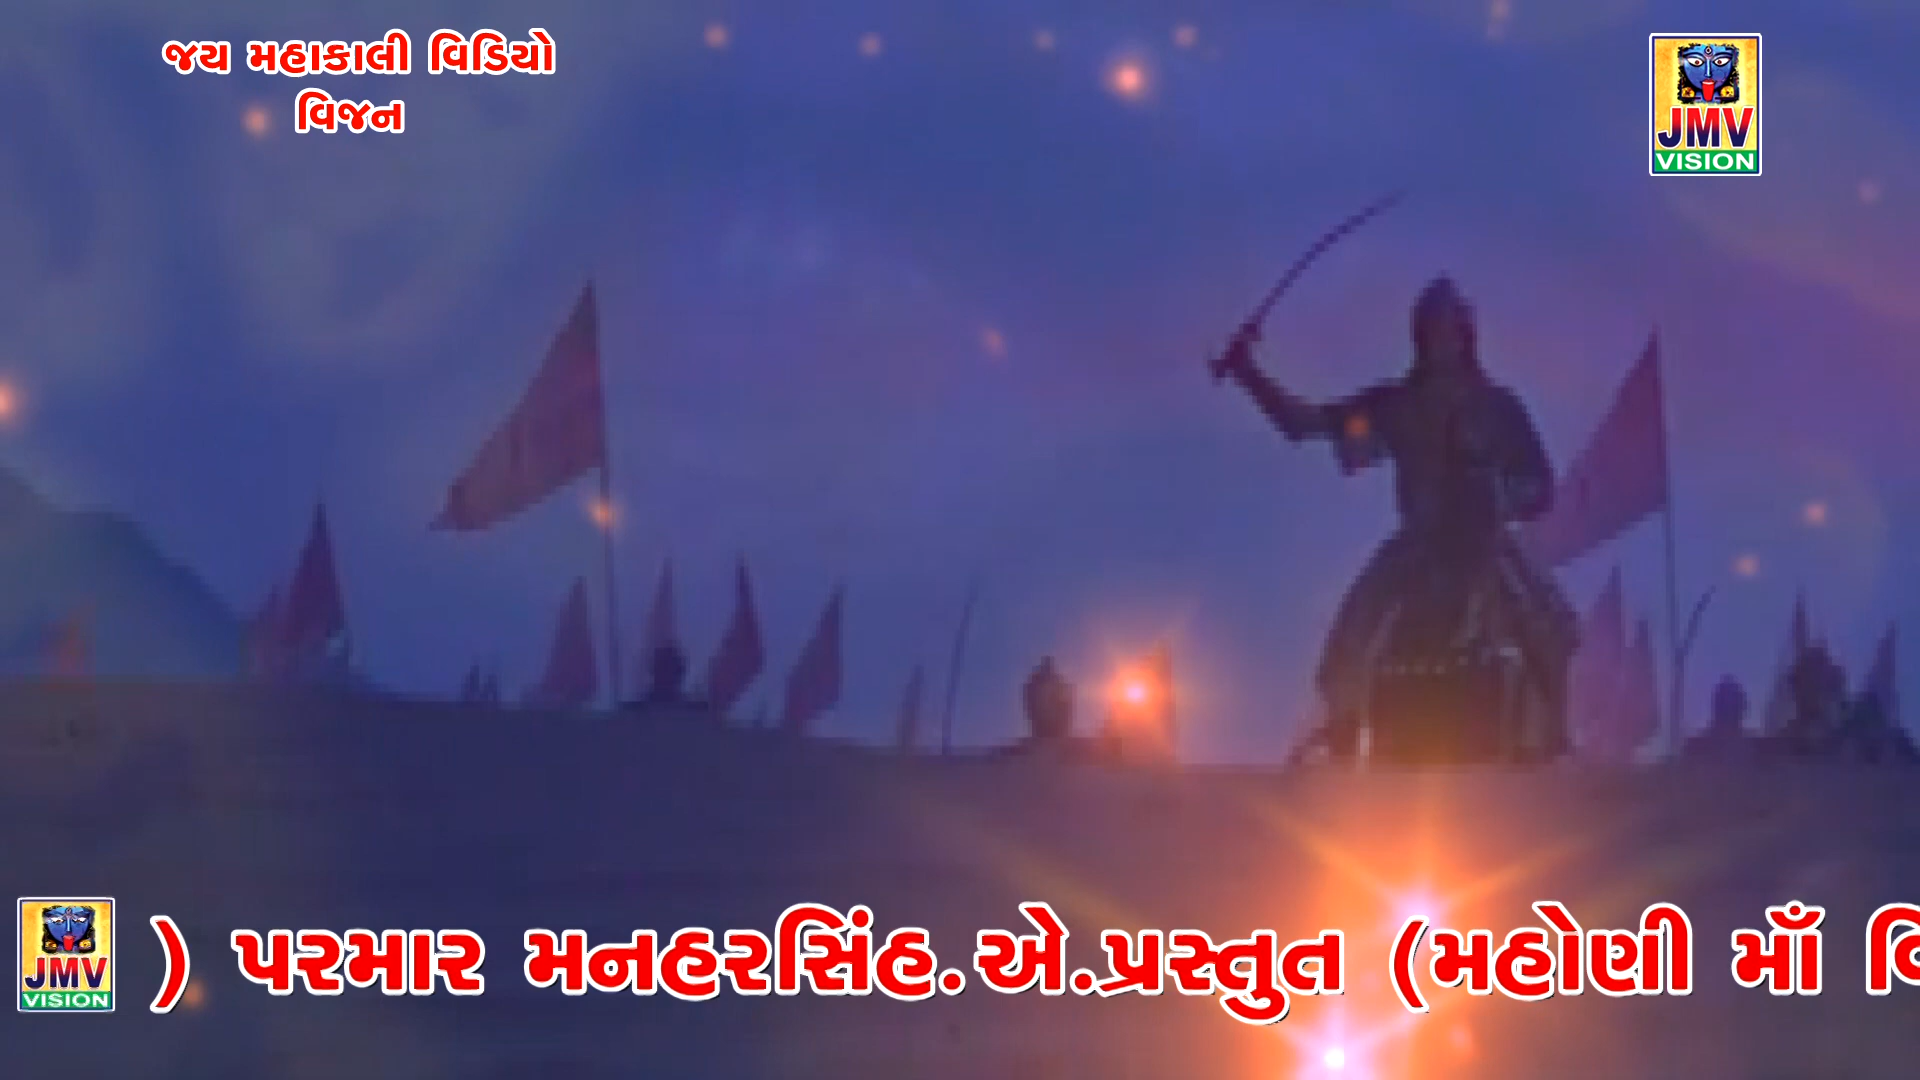 જય મહાકાલી વિડિયો
વિજન
JMV
VISION
JMV
VISION
) પરમાર મનહરસિંહ.એ.પ્રસ્તુત (મહોણી માઁ